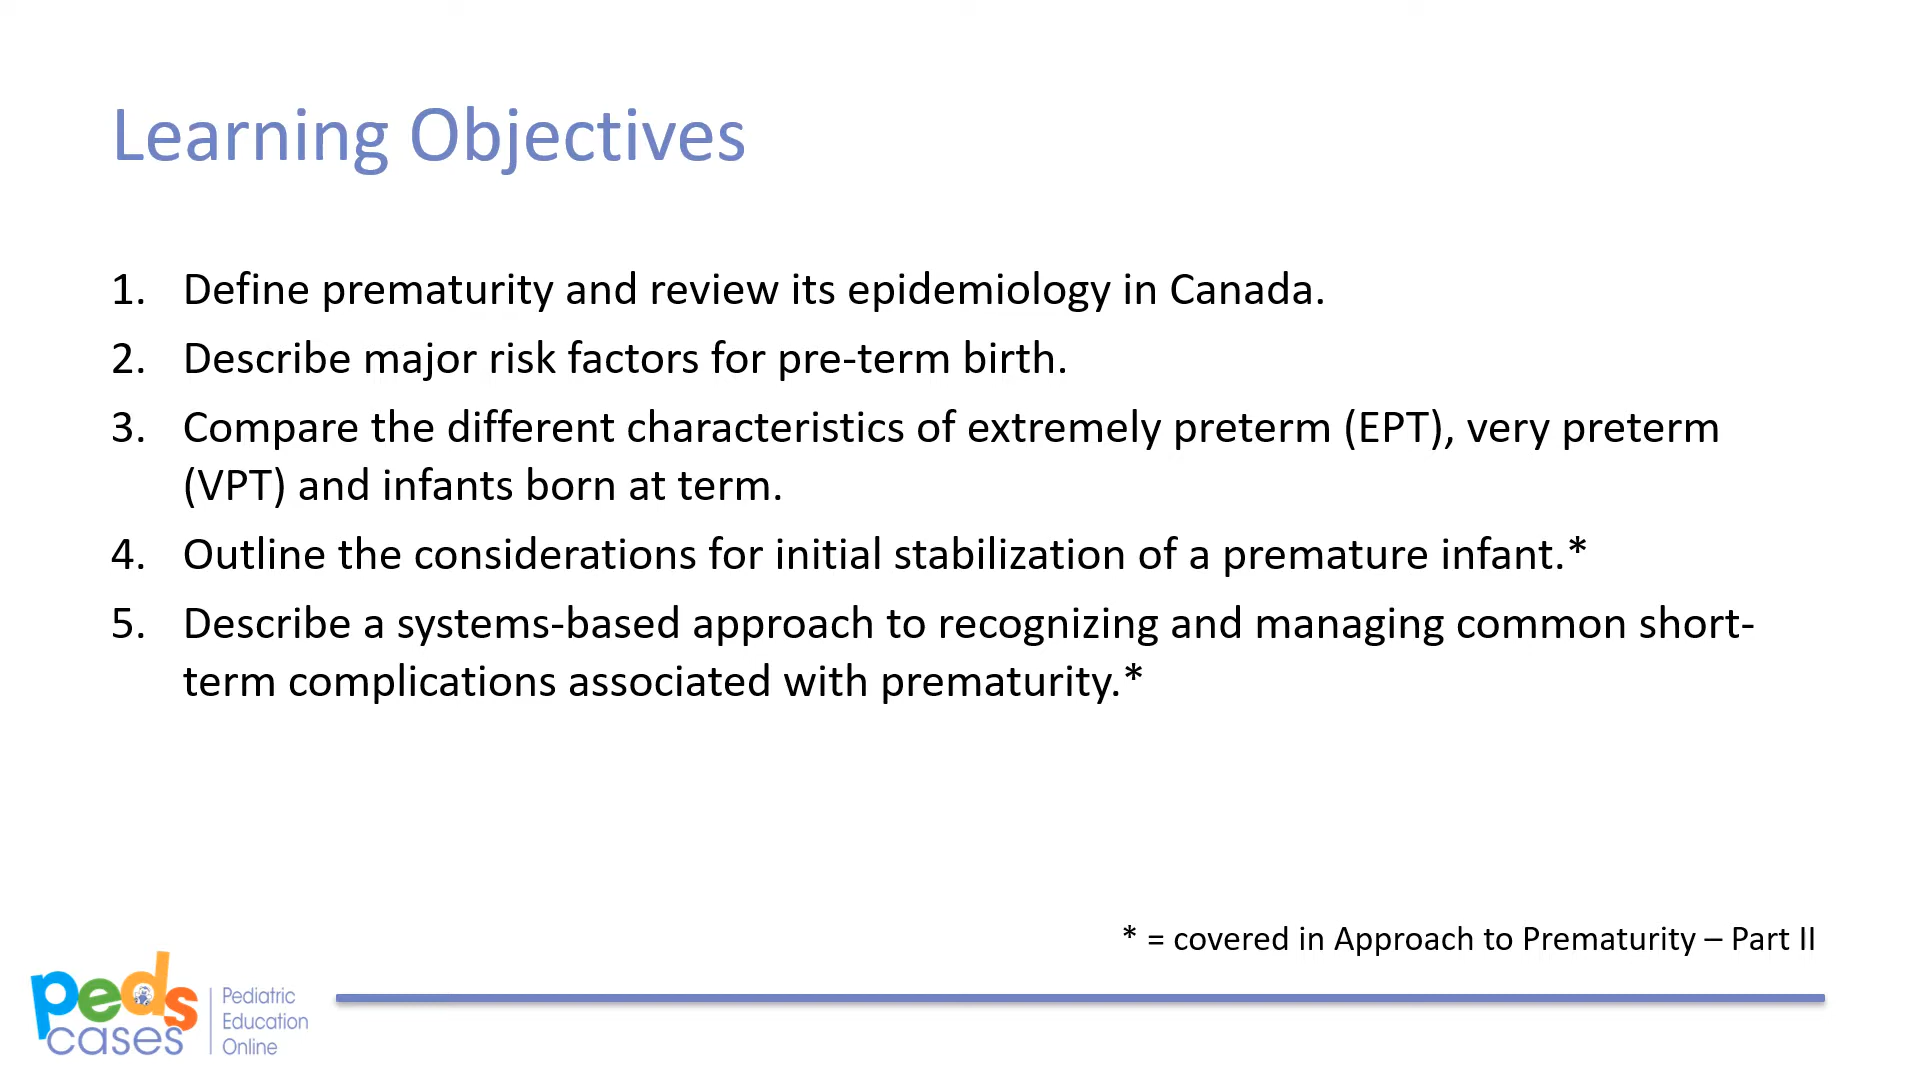 Learning Objectives
1. Define prematurity and review its epidemiology in Canada.
2. Describe major risk factors for pre-term birth.
3. Compare the different characteristics of extremely preterm (EPT), very preterm
(VPT) and infants born at term.
4. Outline the considerations for initial stabilization of a premature infant.*
5. Describe a systems-based approach to recognizing and managing common short-
term complications associated with prematurity.*
* = covered in Approach to Prematurity – Part II
peds
cases
Pediatric
Education
Online